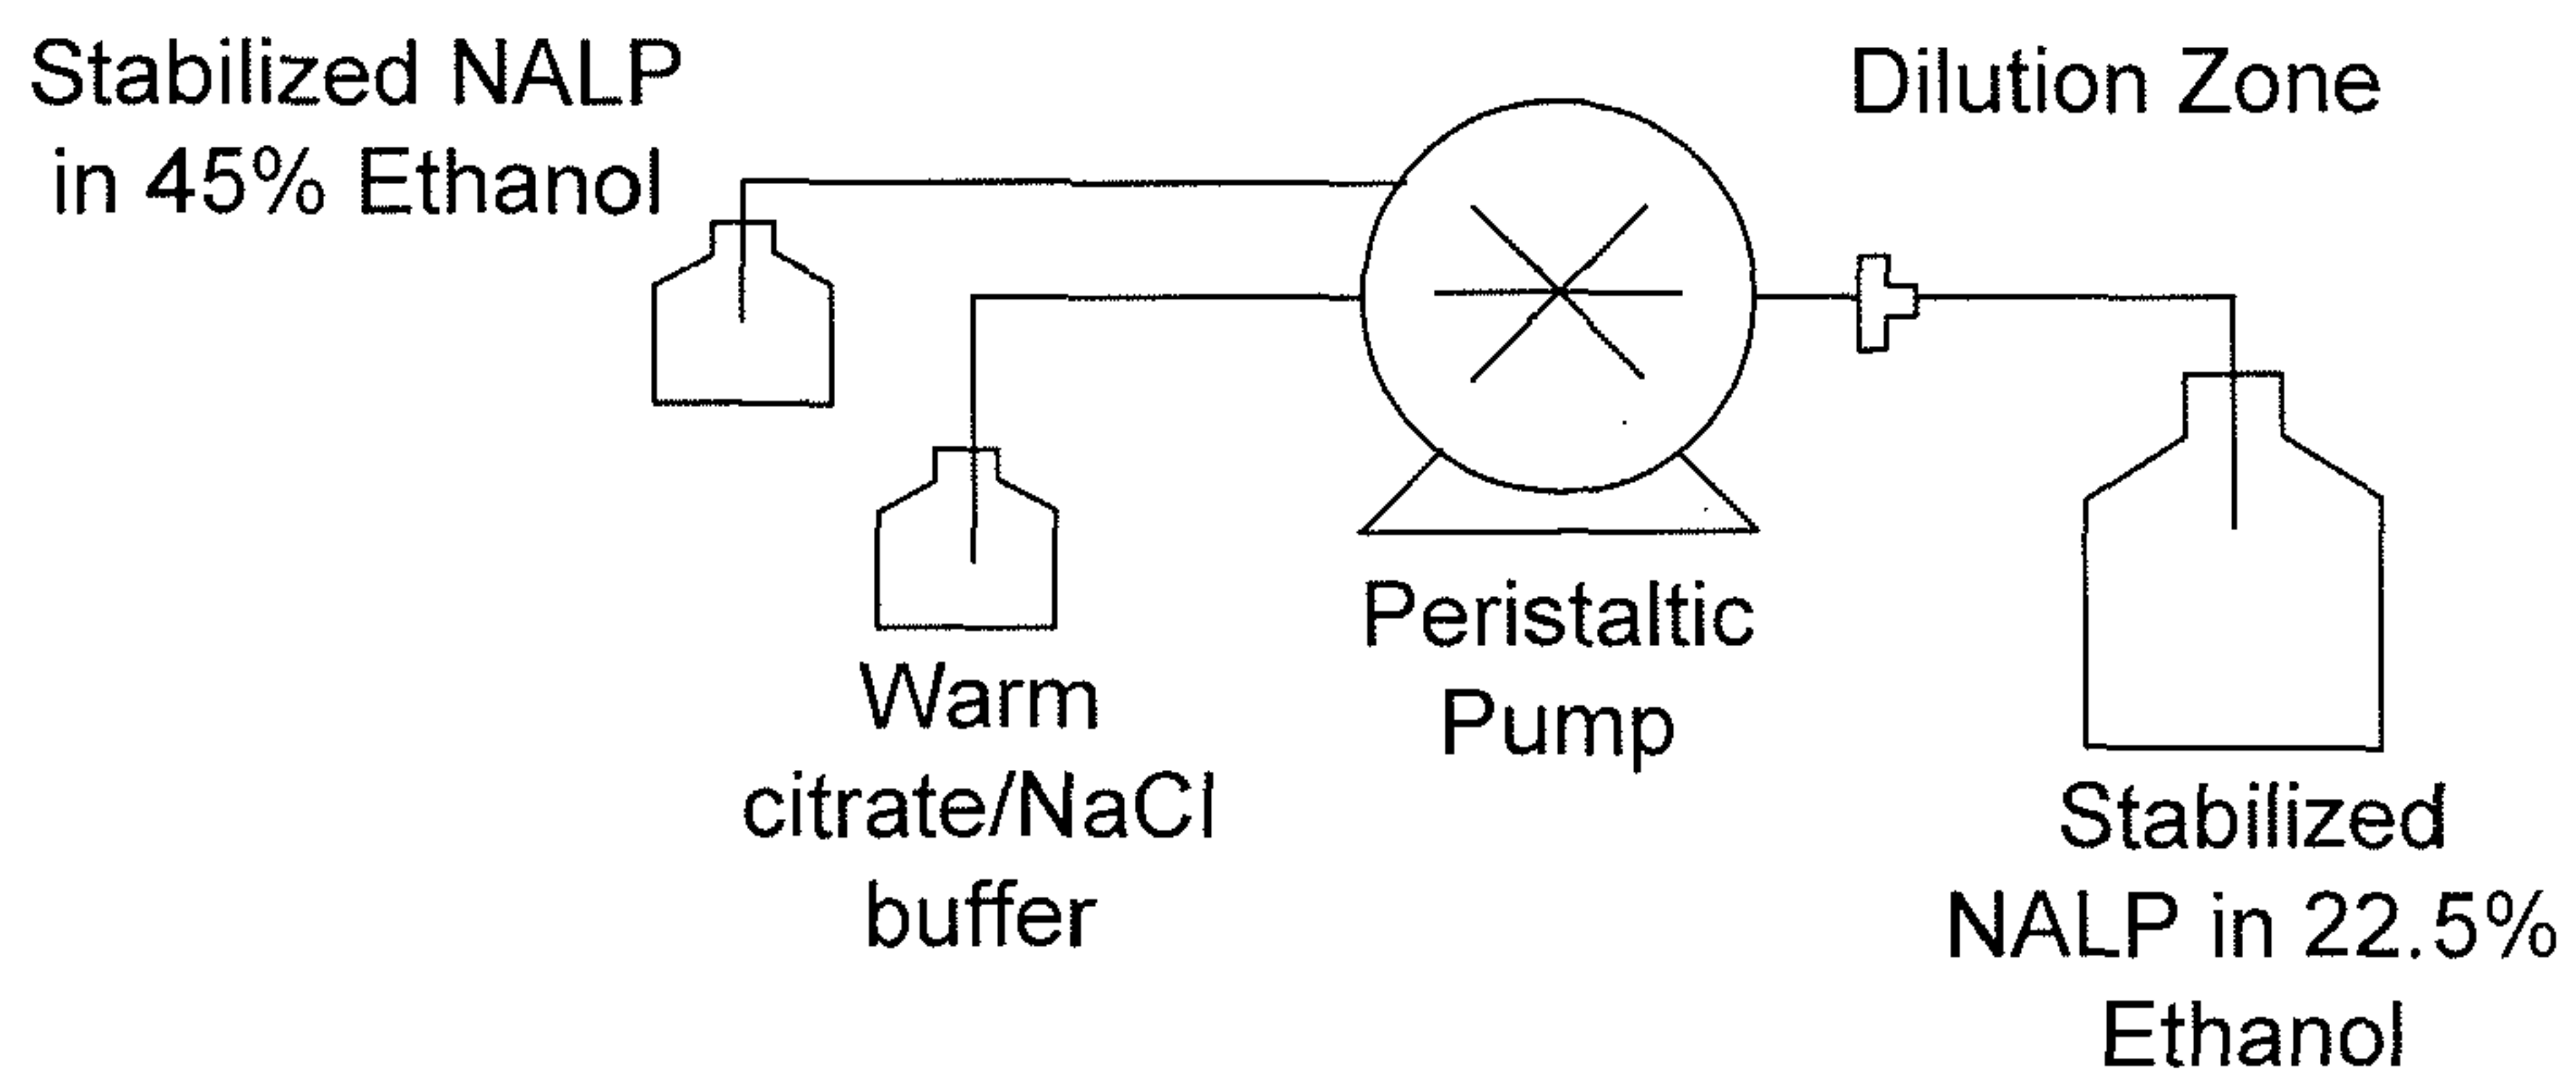 Stabilized NALP
in 45% Ethanol
Dilution Zone
Warm
citrate/NaCl
buffer
Peristaltic
Pump
Stabilized
NALP in 22.5%
Ethanol